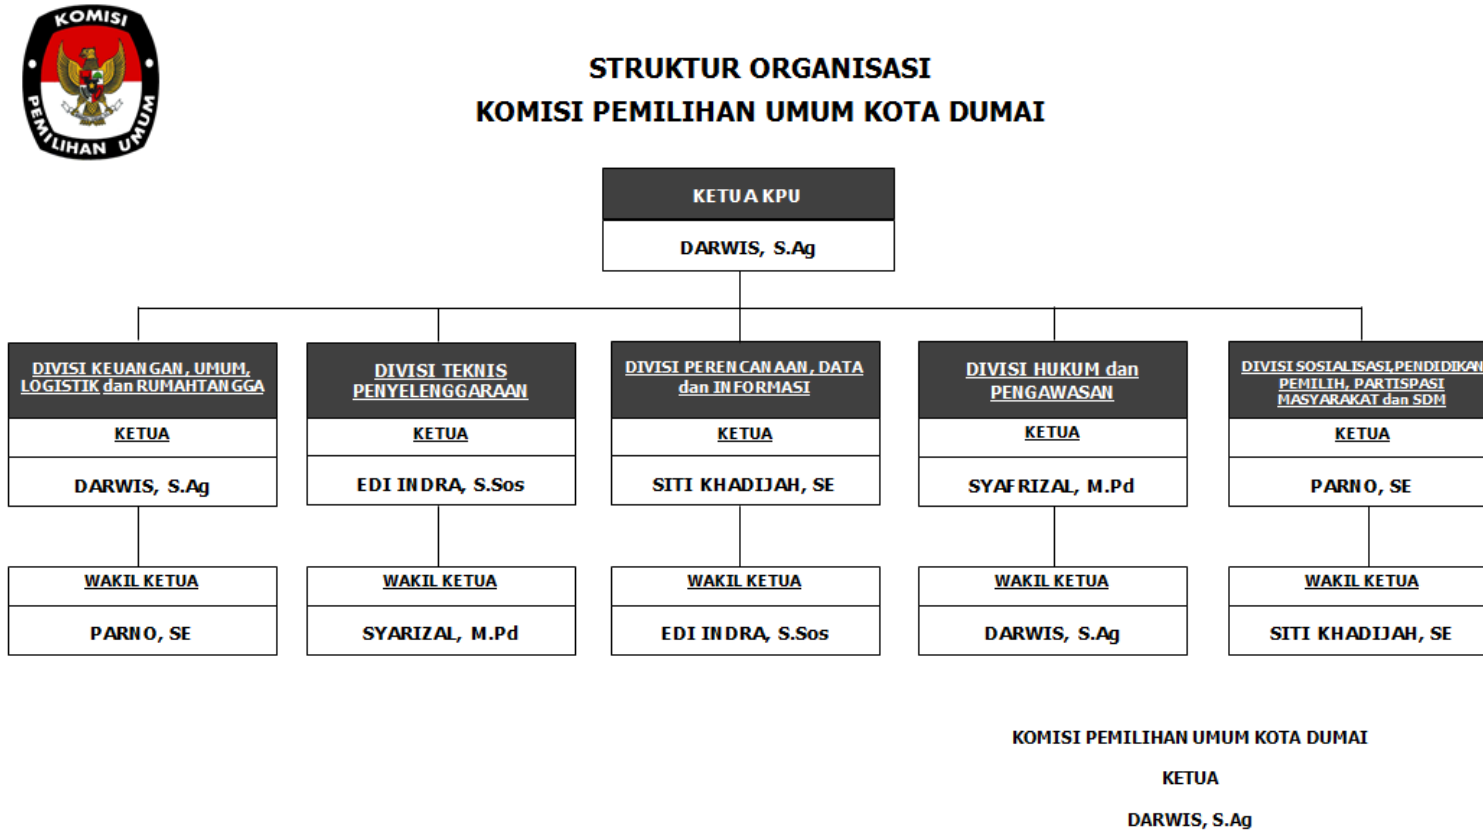 KOMISI
PEMILIHAN UMUM
STRUKTUR ORGANISASI
KOMISI PEMILIHAN UMUM KOTA DUMAI
KETUA KPU
DARWIS, S.Ag
DIVISI KEUANGAN, UMUM,
LOGISTIK dan RUMAHTANGGA
KETUA
DARWIS, S.Ag
WAKIL KETUA
PARNO, SE
DIVISI TEKNIS
PENYELENGGARAAN
KETUA
EDI INDRA, S.Sos
WAKIL KETUA
SYARIZAL, M.Pd
DIVISI PERENCANAAN, DATA
dan INFORMASI
KETUA
SITI KHADIJAH, SE
WAKIL KETUA
EDI INDRA, S.Sos
DIVISI HUKUM dan
PENGAWASAN
KETUA
SYAFRIZAL, M.Pd
WAKIL KETUA
DARWIS, S.Ag
DIVISI SOSIALISASI,PENDIDIKAN
PEMILIH, PARTISPASI
MASYARAKAT dan SDM
KETUA
PARNO, SE
WAKIL KETUA
SITI KHADIJAH, SE
KOMISI PEMILIHAN UMUM KOTA DUMAI
KETUA
DARWIS, S.Ag